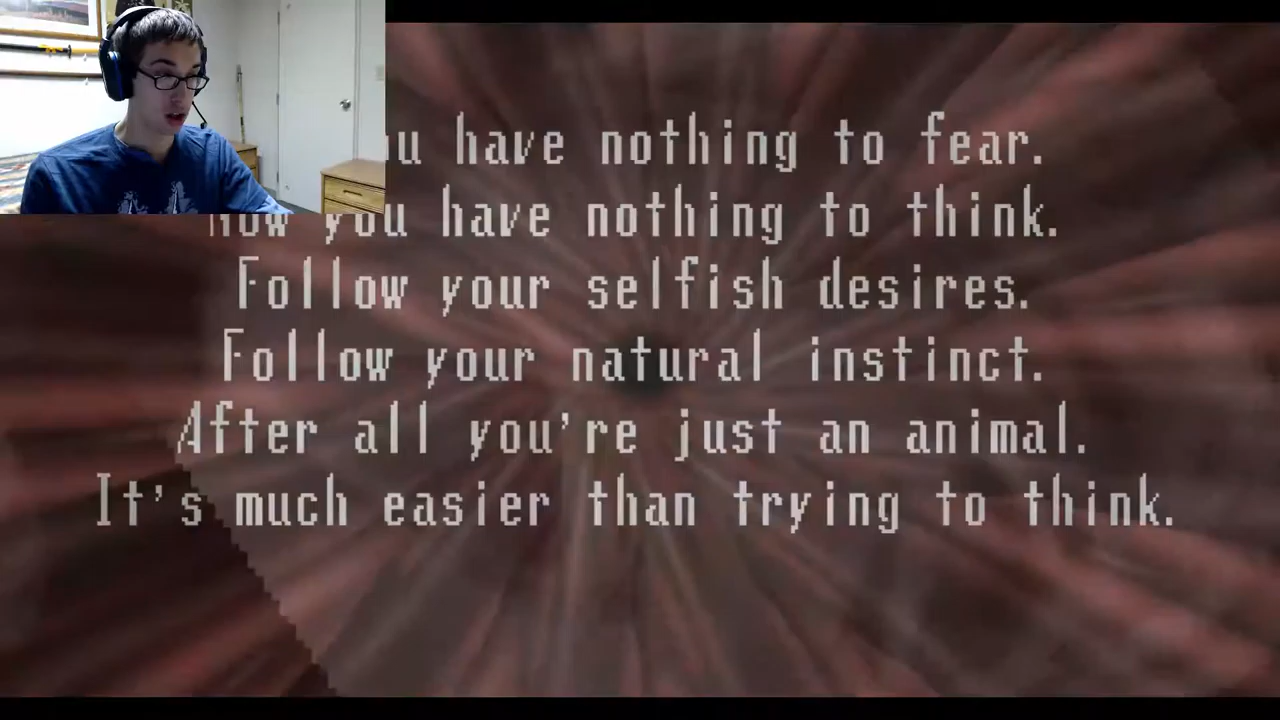 have nothing to fear.
Now you have nothing to think.
Follow your selfish desires.
Follow your natural instinct.
After all you're just an animal.
It's much easier than trying to think.